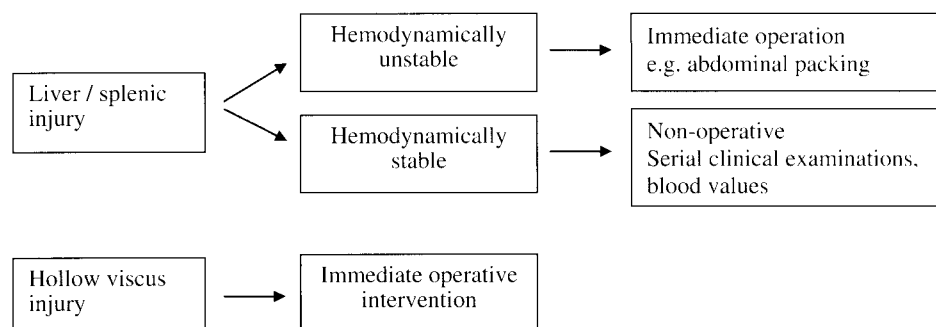 Liver / splenic
injury
Hemodynamically
unstable
Immediate operation
e.g. abdominal packing
Hemodynamically
stable
Non-operative
Serial clinical examinations,
blood values
Hollow viscus
injury
Immediate operative
intervention